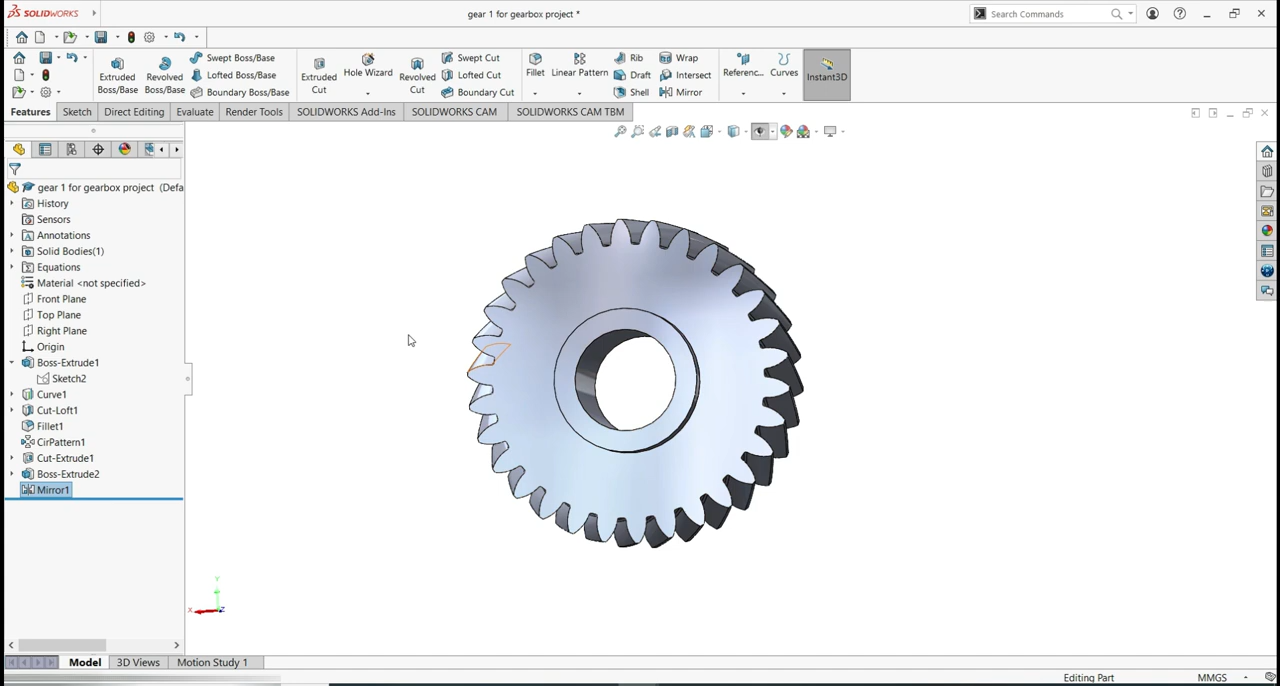 SOLIDWORKS
gear 1 for gearbox project *
Search Commands
Extruded Boss/Base
Revolved Boss/Base
Swept Boss/Base
Lofted Boss/Base
Boundary Boss/Base
Extruded Cut
Hole Wizard
Revolved Cut
Swept Cut
Lofted Cut
Boundary Cut
Fillet
Linear Pattern
Rib
Draft
Shell
Wrap
Intersect
Mirror
Referenc...
Curves
Instant3D
Features Sketch Direct Editing Evaluate Render Tools SOLIDWORKS Add-Ins SOLIDWORKS CAM SOLIDWORKS CAM TBM
gear 1 for gearbox project (Defa
History
Sensors
Annotations
Solid Bodies(1)
Equations
Material <not specified>
Front Plane
Top Plane
Right Plane
Origin
Boss-Extrude1
Sketch2
Curve1
Cut-Loft1
Fillet1
CirPattern1
Cut-Extrude1
Boss-Extrude2
Mirror1
Y
X
Z
Model 3D Views Motion Study 1
Editing Part MMGS